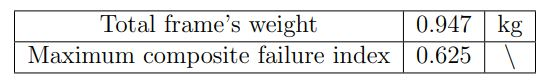 Total frame's weight 0.947 kg
Maximum composite failure index 0.625 \